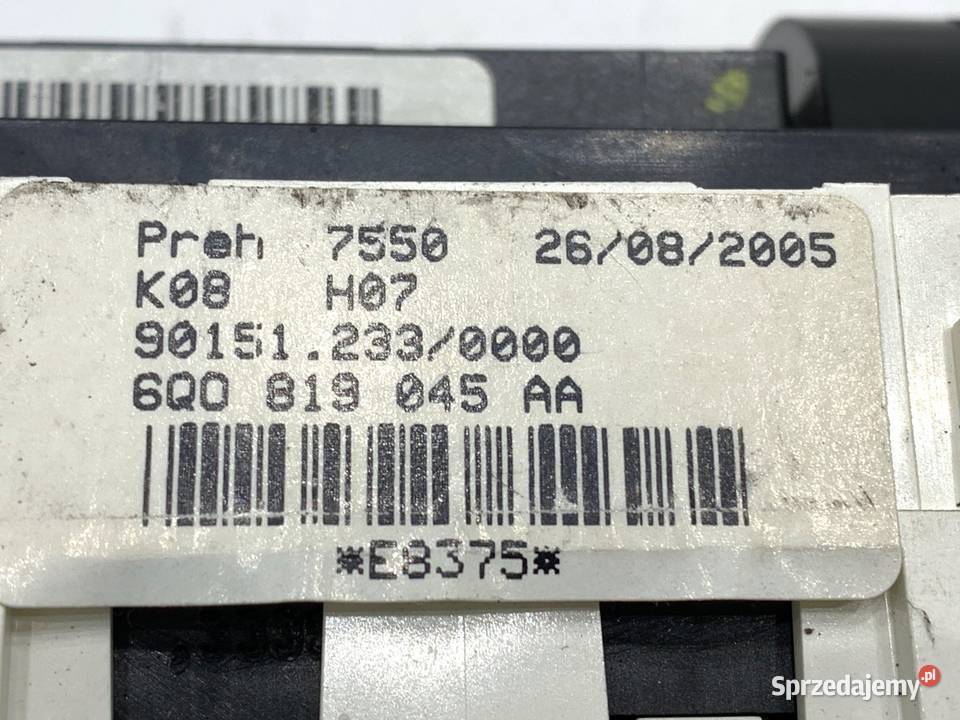 Preh 7550 26/08/2005
K08 H07
90151.233/0000
6Q0 819 045 AA
*E8375*
Sprzedajemy.pl